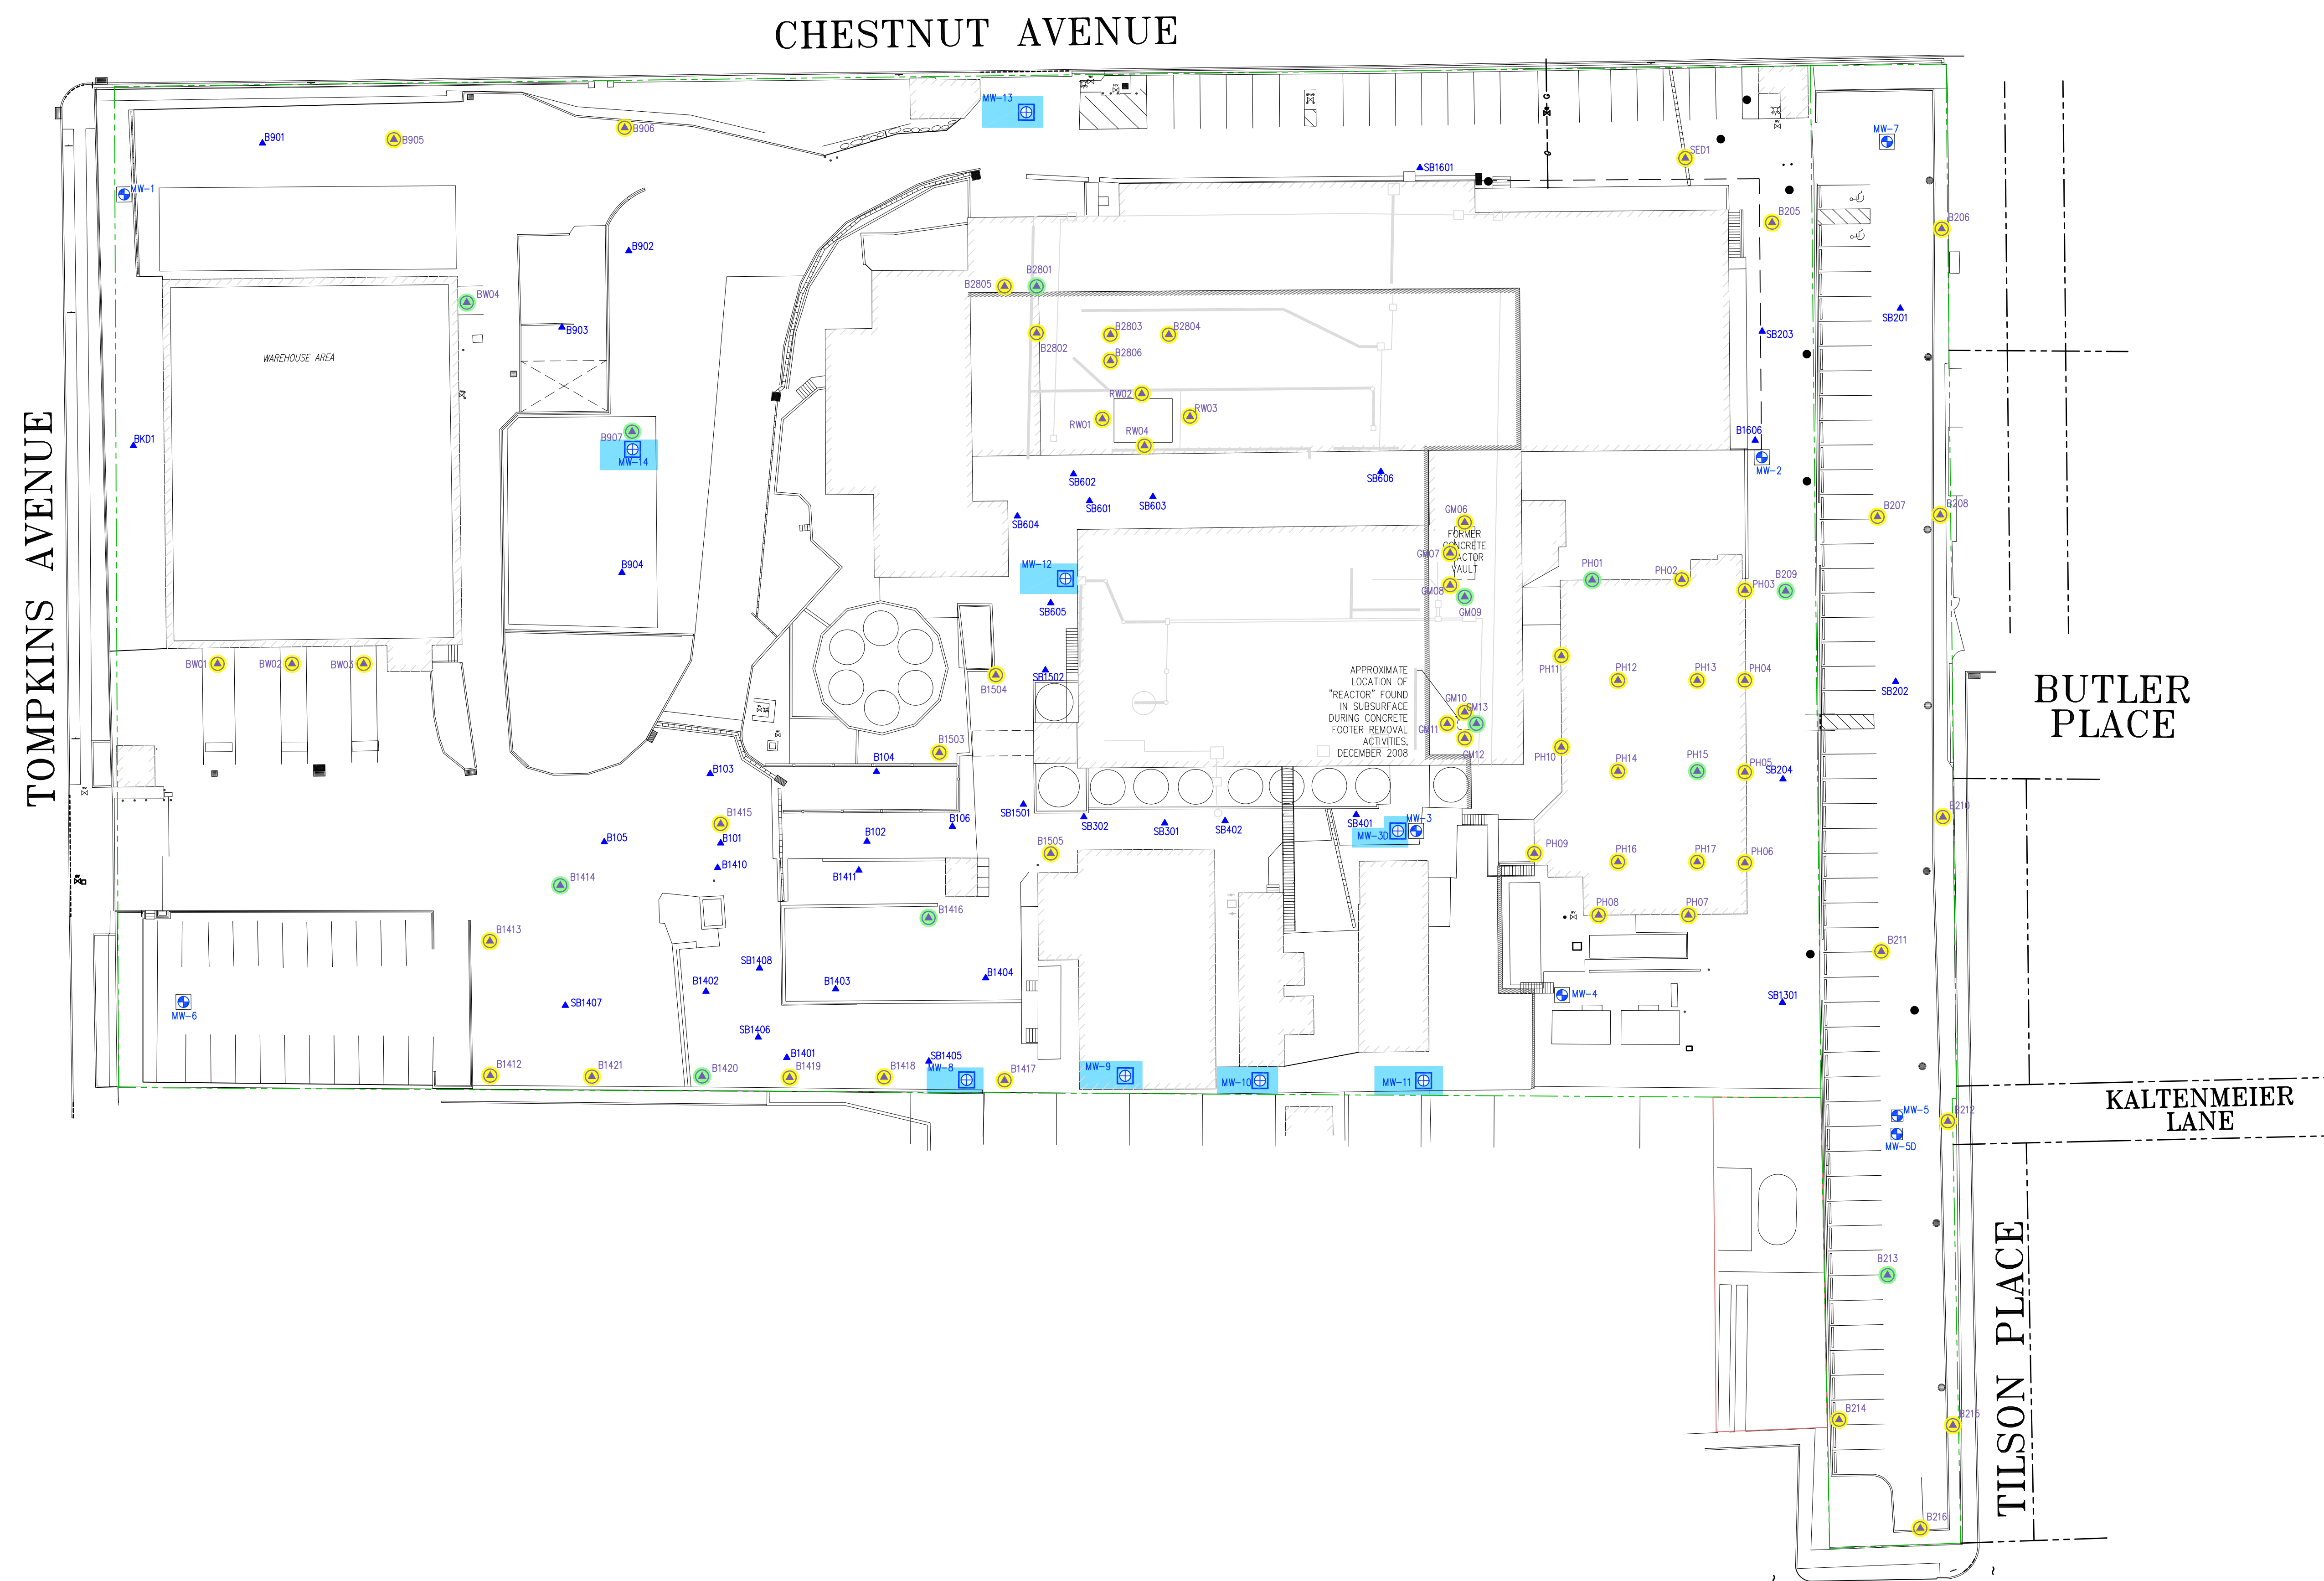 CHESTNUT AVENUE
MW-13
MW-7
B901
B905
B906
SED1
SB1601
MW-1
B205
B206
B902
B2805
B2801
BW04
B903
SB201
SB203
B2802
B2803
B2804
B2806
WAREHOUSE AREA
RW02
RW01
RW03
RW04
BKD1
B907
MW-14
B1606
MW-2
SB602
SB606
SB601
SB603
SB604
GM06
B207
B208
FORMER
CONCRETE
REACTOR
VAULT
GM07
GM08
GM09
MW-12
B904
SB605
PH01
PH02
PH03
B209
TOMPKINS AVENUE
BW01
BW02
BW03
B1504
SB1502
APPROXIMATE
LOCATION OF
"REACTOR" FOUND
IN SUBSURFACE
DURING CONCRETE
FOOTER REMOVAL
ACTIVITIES,
DECEMBER 2008
GM10
GM13
GM11
GM12
PH11
PH12
PH13
PH04
SB202
BUTLER
PLACE
B1503
B104
B103
PH10
PH14
PH15
PH05
SB204
B1415
B101
B105
B102
B106
SB1501
SB302
SB301
SB402
SB401
MW-3D
MW-3
B210
B1410
B1411
B1505
PH09
PH16
PH17
PH06
B1414
B1416
PH08
PH07
B1413
B211
SB1408
B1402
B1403
B1404
MW-6
SB1407
MW-4
SB1301
SB1406
B1401
SB1405
B1412
B1421
B1420
B1419
B1418
MW-8
B1417
MW-9
MW-10
MW-11
KALTENMEIER
LANE
MW-5
B212
MW-5D
B213
TILSON PLACE
B214
B215
B216
G
G